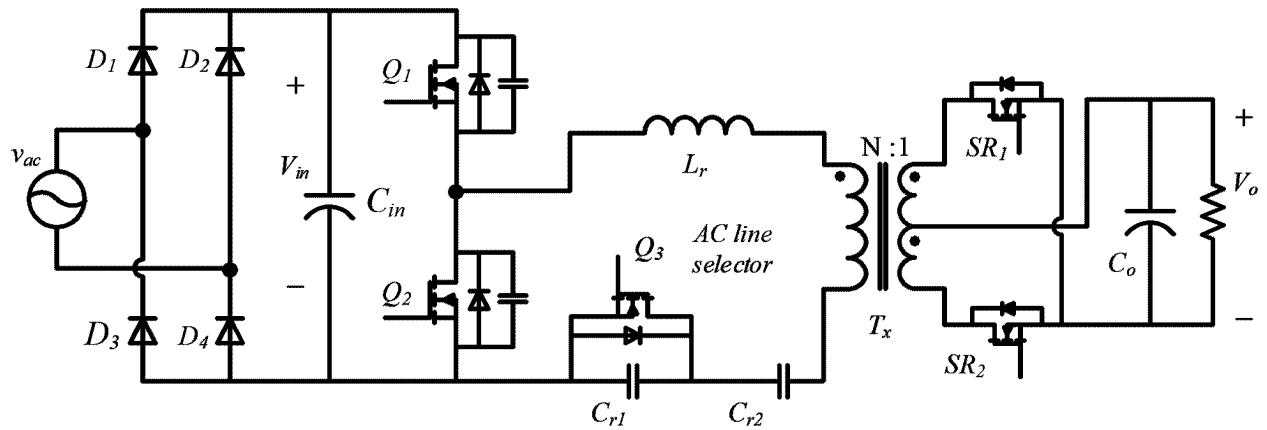 D1
D2
Q1
+
vac
Vin
Cin
−
D3
D4
Q2
Lr
N :1
AC line
selector
Q3
Tx
Cr1
Cr2
SR1
SR2
+
Vo
Co
−